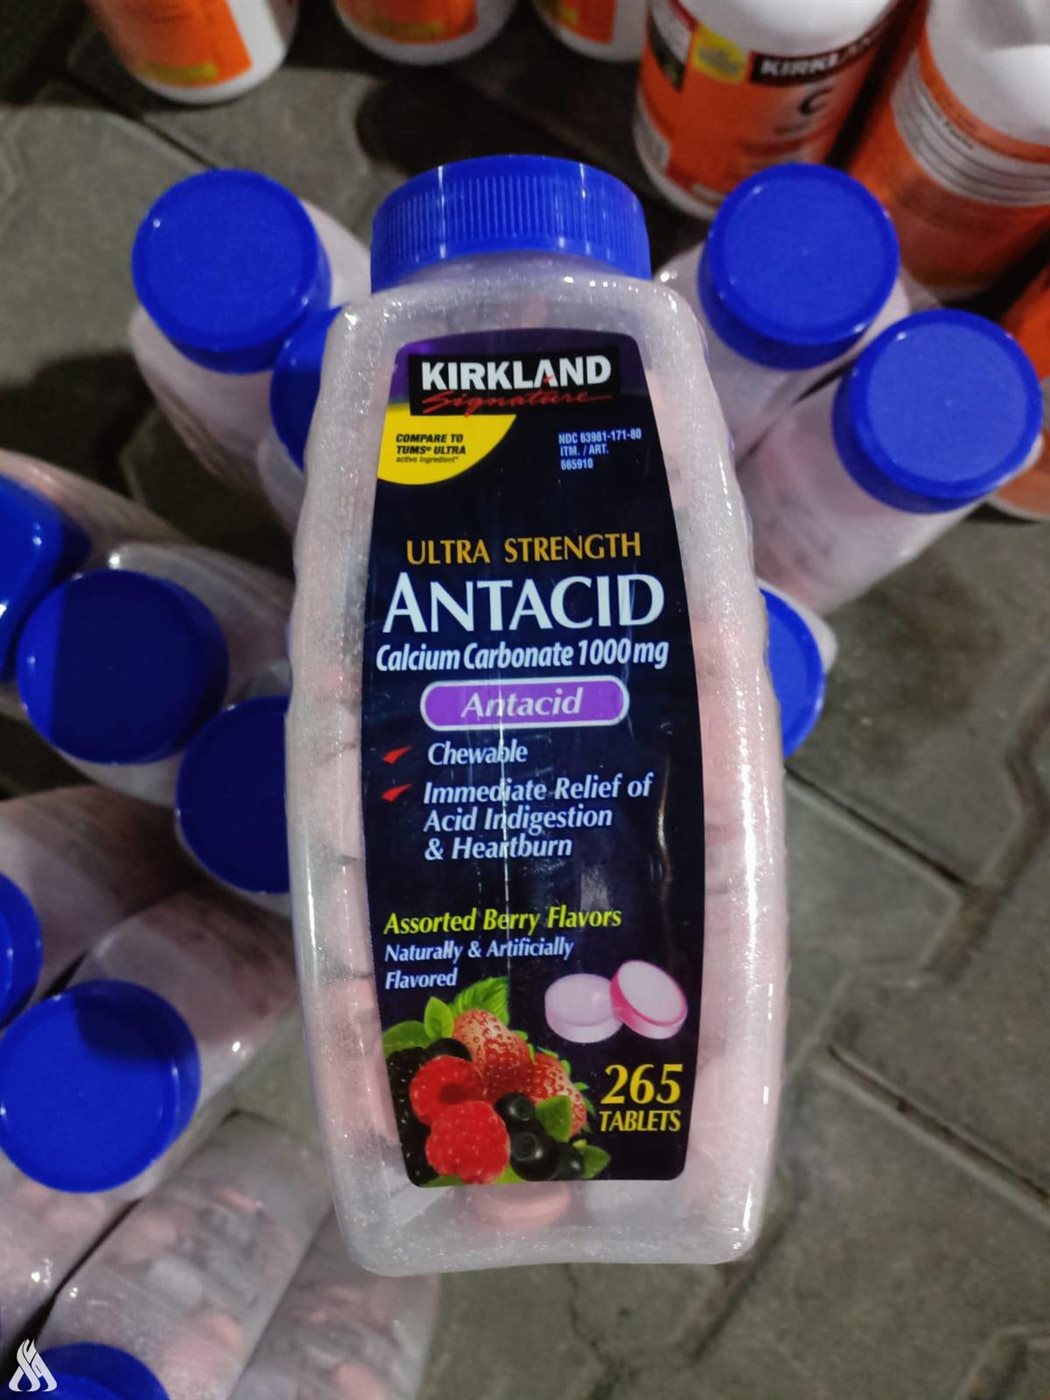 KIRKLAND
C
KIRKLAND
Signature
COMPARE TO
TUMS® ULTRA
active ingredient*
NDC 63981-171-80
ITM. / ART.
665910
ULTRA STRENGTH
ANTACID
Calcium Carbonate 1000 mg
Antacid
Chewable
Immediate Relief of
Acid Indigestion
& Heartburn
Assorted Berry Flavors
Naturally & Artificially
Flavored
265
TABLETS